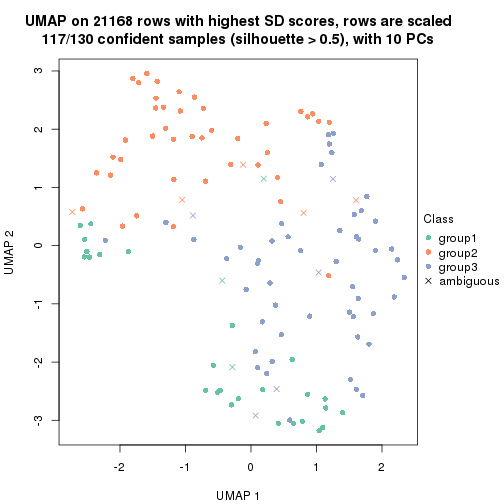 UMAP on 21168 rows with highest SD scores, rows are scaled
117/130 confident samples (silhouette > 0.5), with 10 PCs
3
2
1
0
-1
-2
-3
UMAP 2
-2
-1
0
1
2
UMAP 1
Class
group1
group2
group3
ambiguous